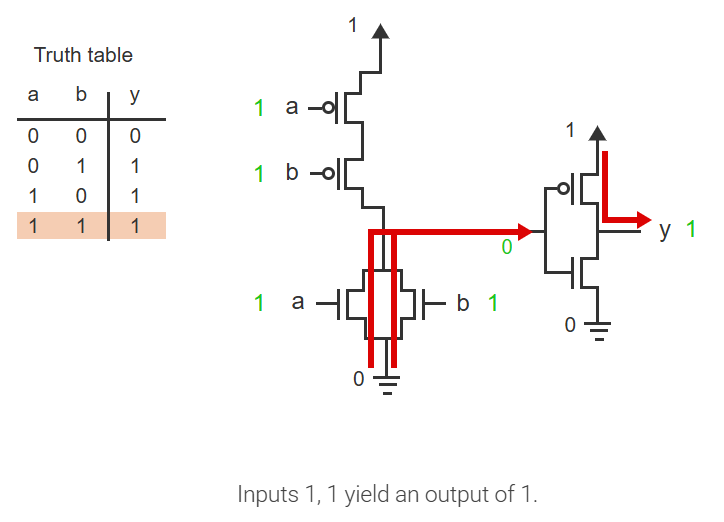 Truth table
a b y
0 0 0
0 1 1
1 0 1
1 1 1
1
1 a
1 b
1
0
y 1
1 a
b 1
0
0
Inputs 1, 1 yield an output of 1.